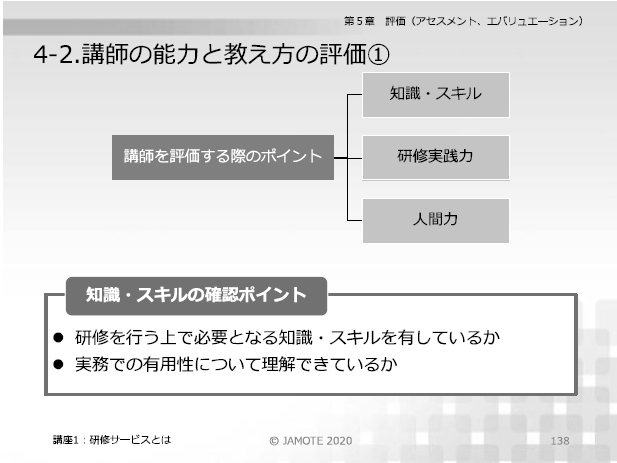 第５章　評価（アセスメント、エバリュエーション）
4-2.講師の能力と教え方の評価①
知識・スキル
講師を評価する際のポイント
研修実践力
人間力
知識・スキルの確認ポイント
● 研修を行う上で必要となる知識・スキルを有しているか
● 実務での有用性について理解できているか
講座1：研修サービスとは
© JAMOTE 2020
138